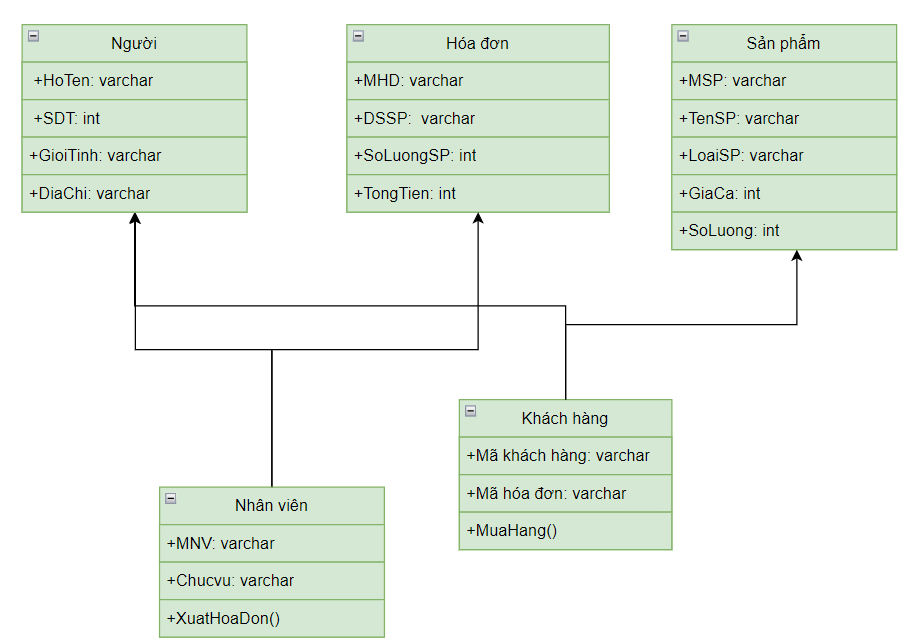 Người
+HoTen: varchar
+SDT: int
+GioiTinh: varchar
+DiaChi: varchar
Hóa đơn
+MHD: varchar
+DSSP: varchar
+SoLuongSP: int
+TongTien: int
Sản phẩm
+MSP: varchar
+TenSP: varchar
+LoaiSP: varchar
+GiaCa: int
+SoLuong: int
Khách hàng
+Mã khách hàng: varchar
+Mã hóa đơn: varchar
+MuaHang()
Nhân viên
+MNV: varchar
+Chucvu: varchar
+XuatHoaDon()